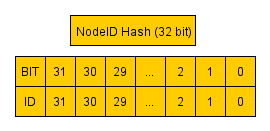 NodeID Hash (32 bit)
BIT 31 30 29 ... 2 1 0
ID 31 30 29 ... 2 1 0